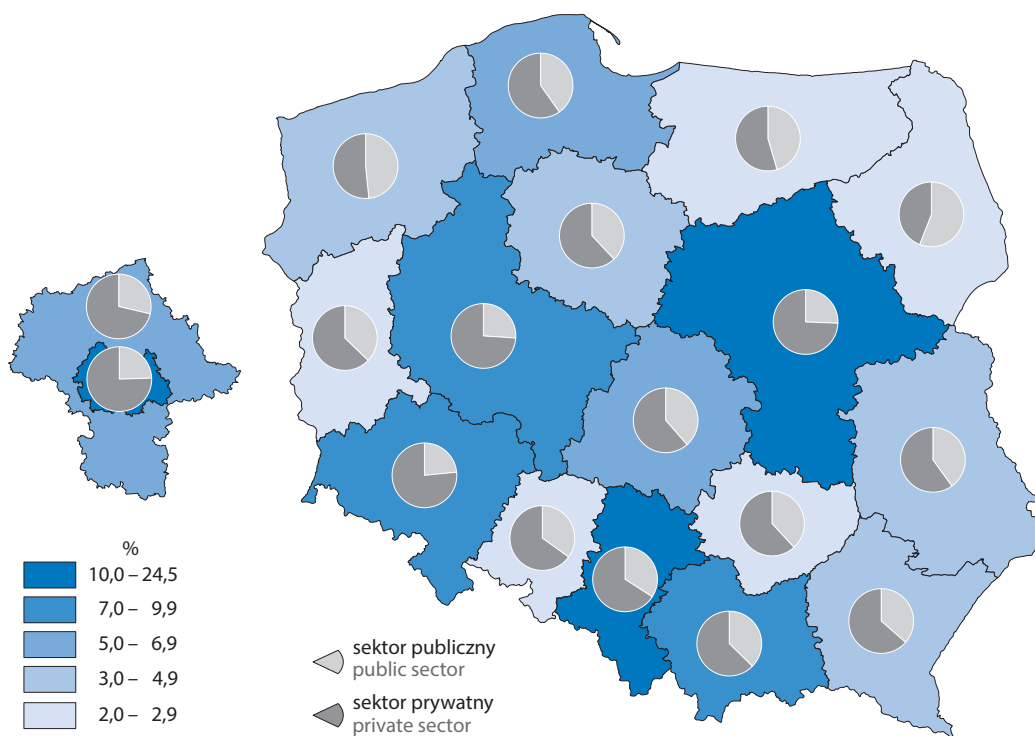 %
10,0 – 24,5
7,0 – 9,9
5,0 – 6,9
3,0 – 4,9
2,0 – 2,9
sektor publiczny
public sector
sektor prywatny
private sector